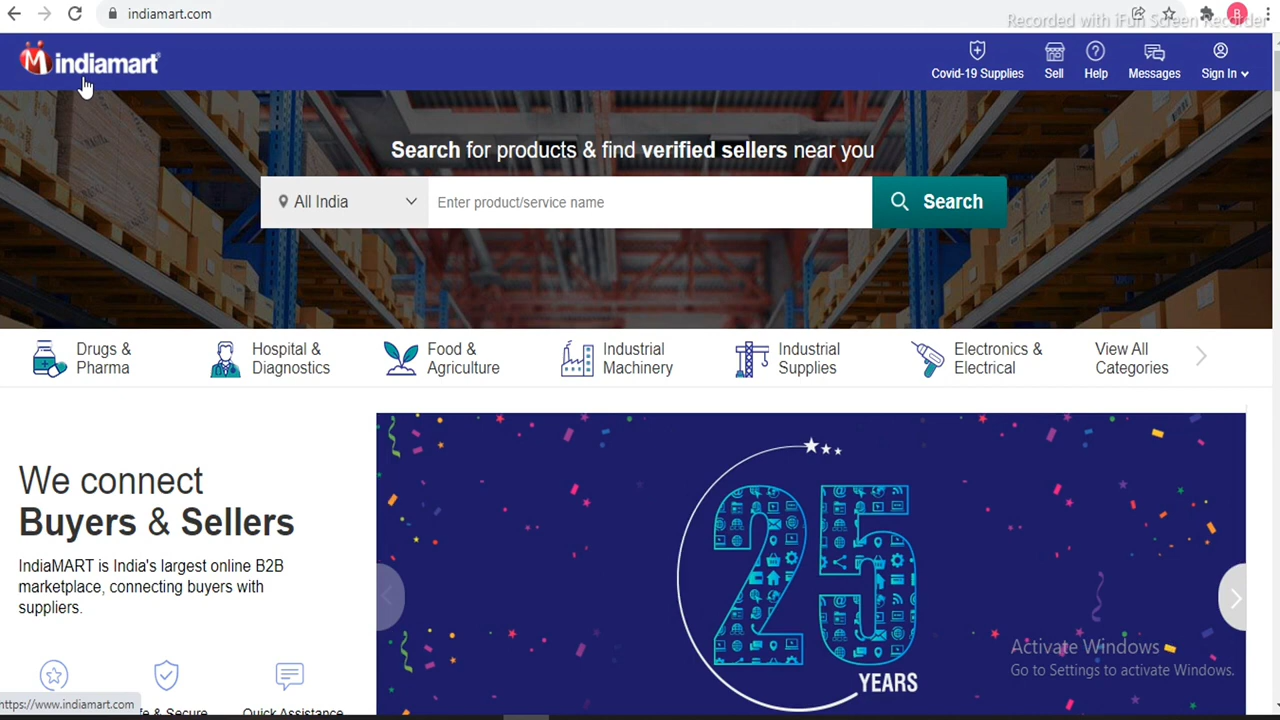 indiamart.com
B
Recorded with iFun Screen Recorder
indiamart
Covid-19 Supplies
Sell
Help
Messages
Sign In
Search for products & find verified sellers near you
All India
Enter product/service name
Search
Drugs &
Pharma
Hospital &
Diagnostics
Food &
Agriculture
Industrial
Machinery
Industrial
Supplies
Electronics &
Electrical
View All
Categories
We connect
Buyers & Sellers
IndiaMART is India's largest online B2B
marketplace, connecting buyers with
suppliers.
25
YEARS
Activate Windows
Go to Settings to activate Windows.
https://www.indiamart.com
& Secure
Quick Assistance